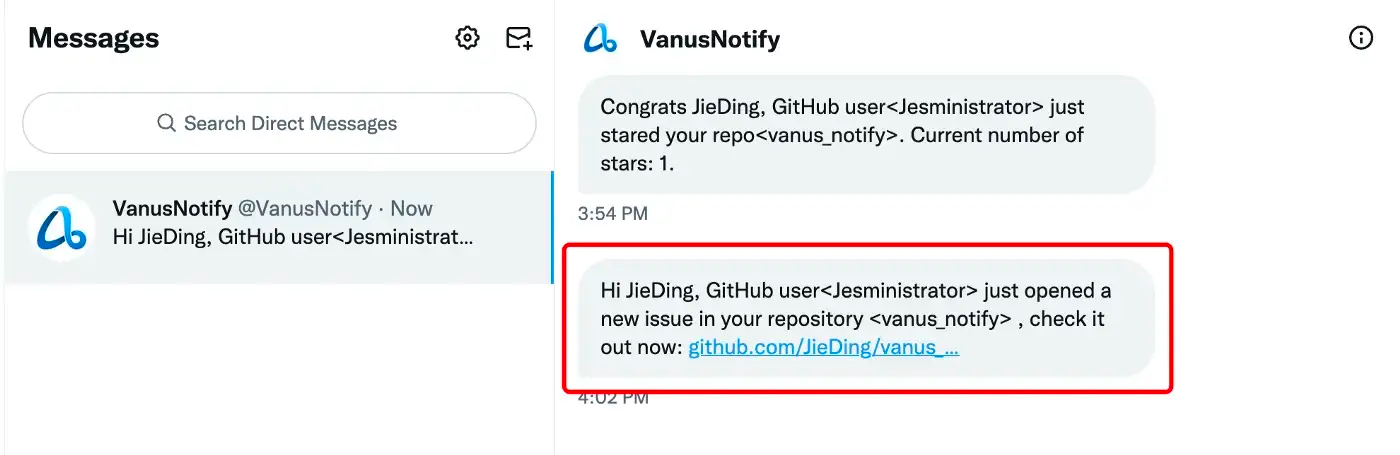 Messages
Search Direct Messages
VanusNotify @VanusNotify · Now
Hi JieDing, GitHub user<Jesministrat...
VanusNotify
Congrats JieDing, GitHub user<Jesministrator> just
stared your repo<vanus_notify>. Current number of
stars: 1.
3:54 PM
Hi JieDing, GitHub user<Jesministrator> just opened a
new issue in your repository <vanus_notify> , check it
out now: github.com/JieDing/vanus_...
4:02 PM